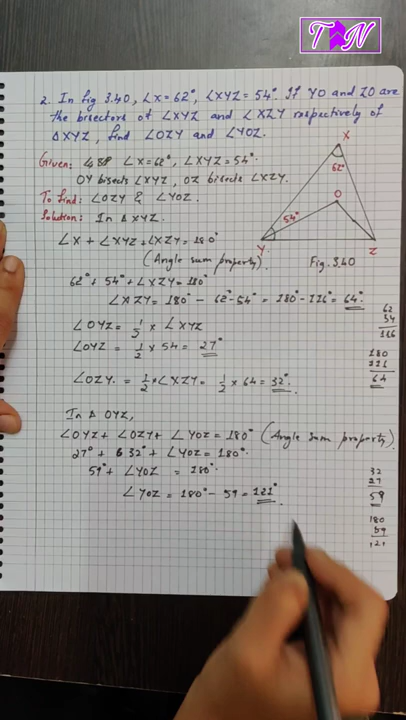 T N
2. In fig 3.40, ∠X = 62°, ∠XYZ = 54°. If YO and ZO are
the bisectors of ∠XYZ and ∠XZY respectively of
△XYZ, find ∠OZY and ∠YOZ.
Given: ∠X = 62°, ∠XYZ = 54°.
OY bisects ∠XYZ, OZ bisects ∠XZY.
To find: ∠OZY & ∠YOZ.
Solution: In △ XYZ.
∠X + ∠XYZ + ∠XZY = 180°
(Angle sum property).
62° + 54° + ∠XZY = 180°
∠XZY = 180° - 62° - 54° = 180° - 116° = 64°.
∠OYZ = 1/2 × ∠XYZ
∠OYZ = 1/2 × 54 = 27°
∠OZY = 1/2 × ∠XZY = 1/2 × 64 = 32°.
In △ OYZ,
∠OYZ + ∠OZY + ∠YOZ = 180° (Angle sum property).
27° + 32° + ∠YOZ = 180°
59° + ∠YOZ = 180°
∠YOZ = 180° - 59 = 121°.
X
62°
O
54°
Y
Z
Fig. 3.40
62
54
116
180
116
64
32
27
59
180
59
121